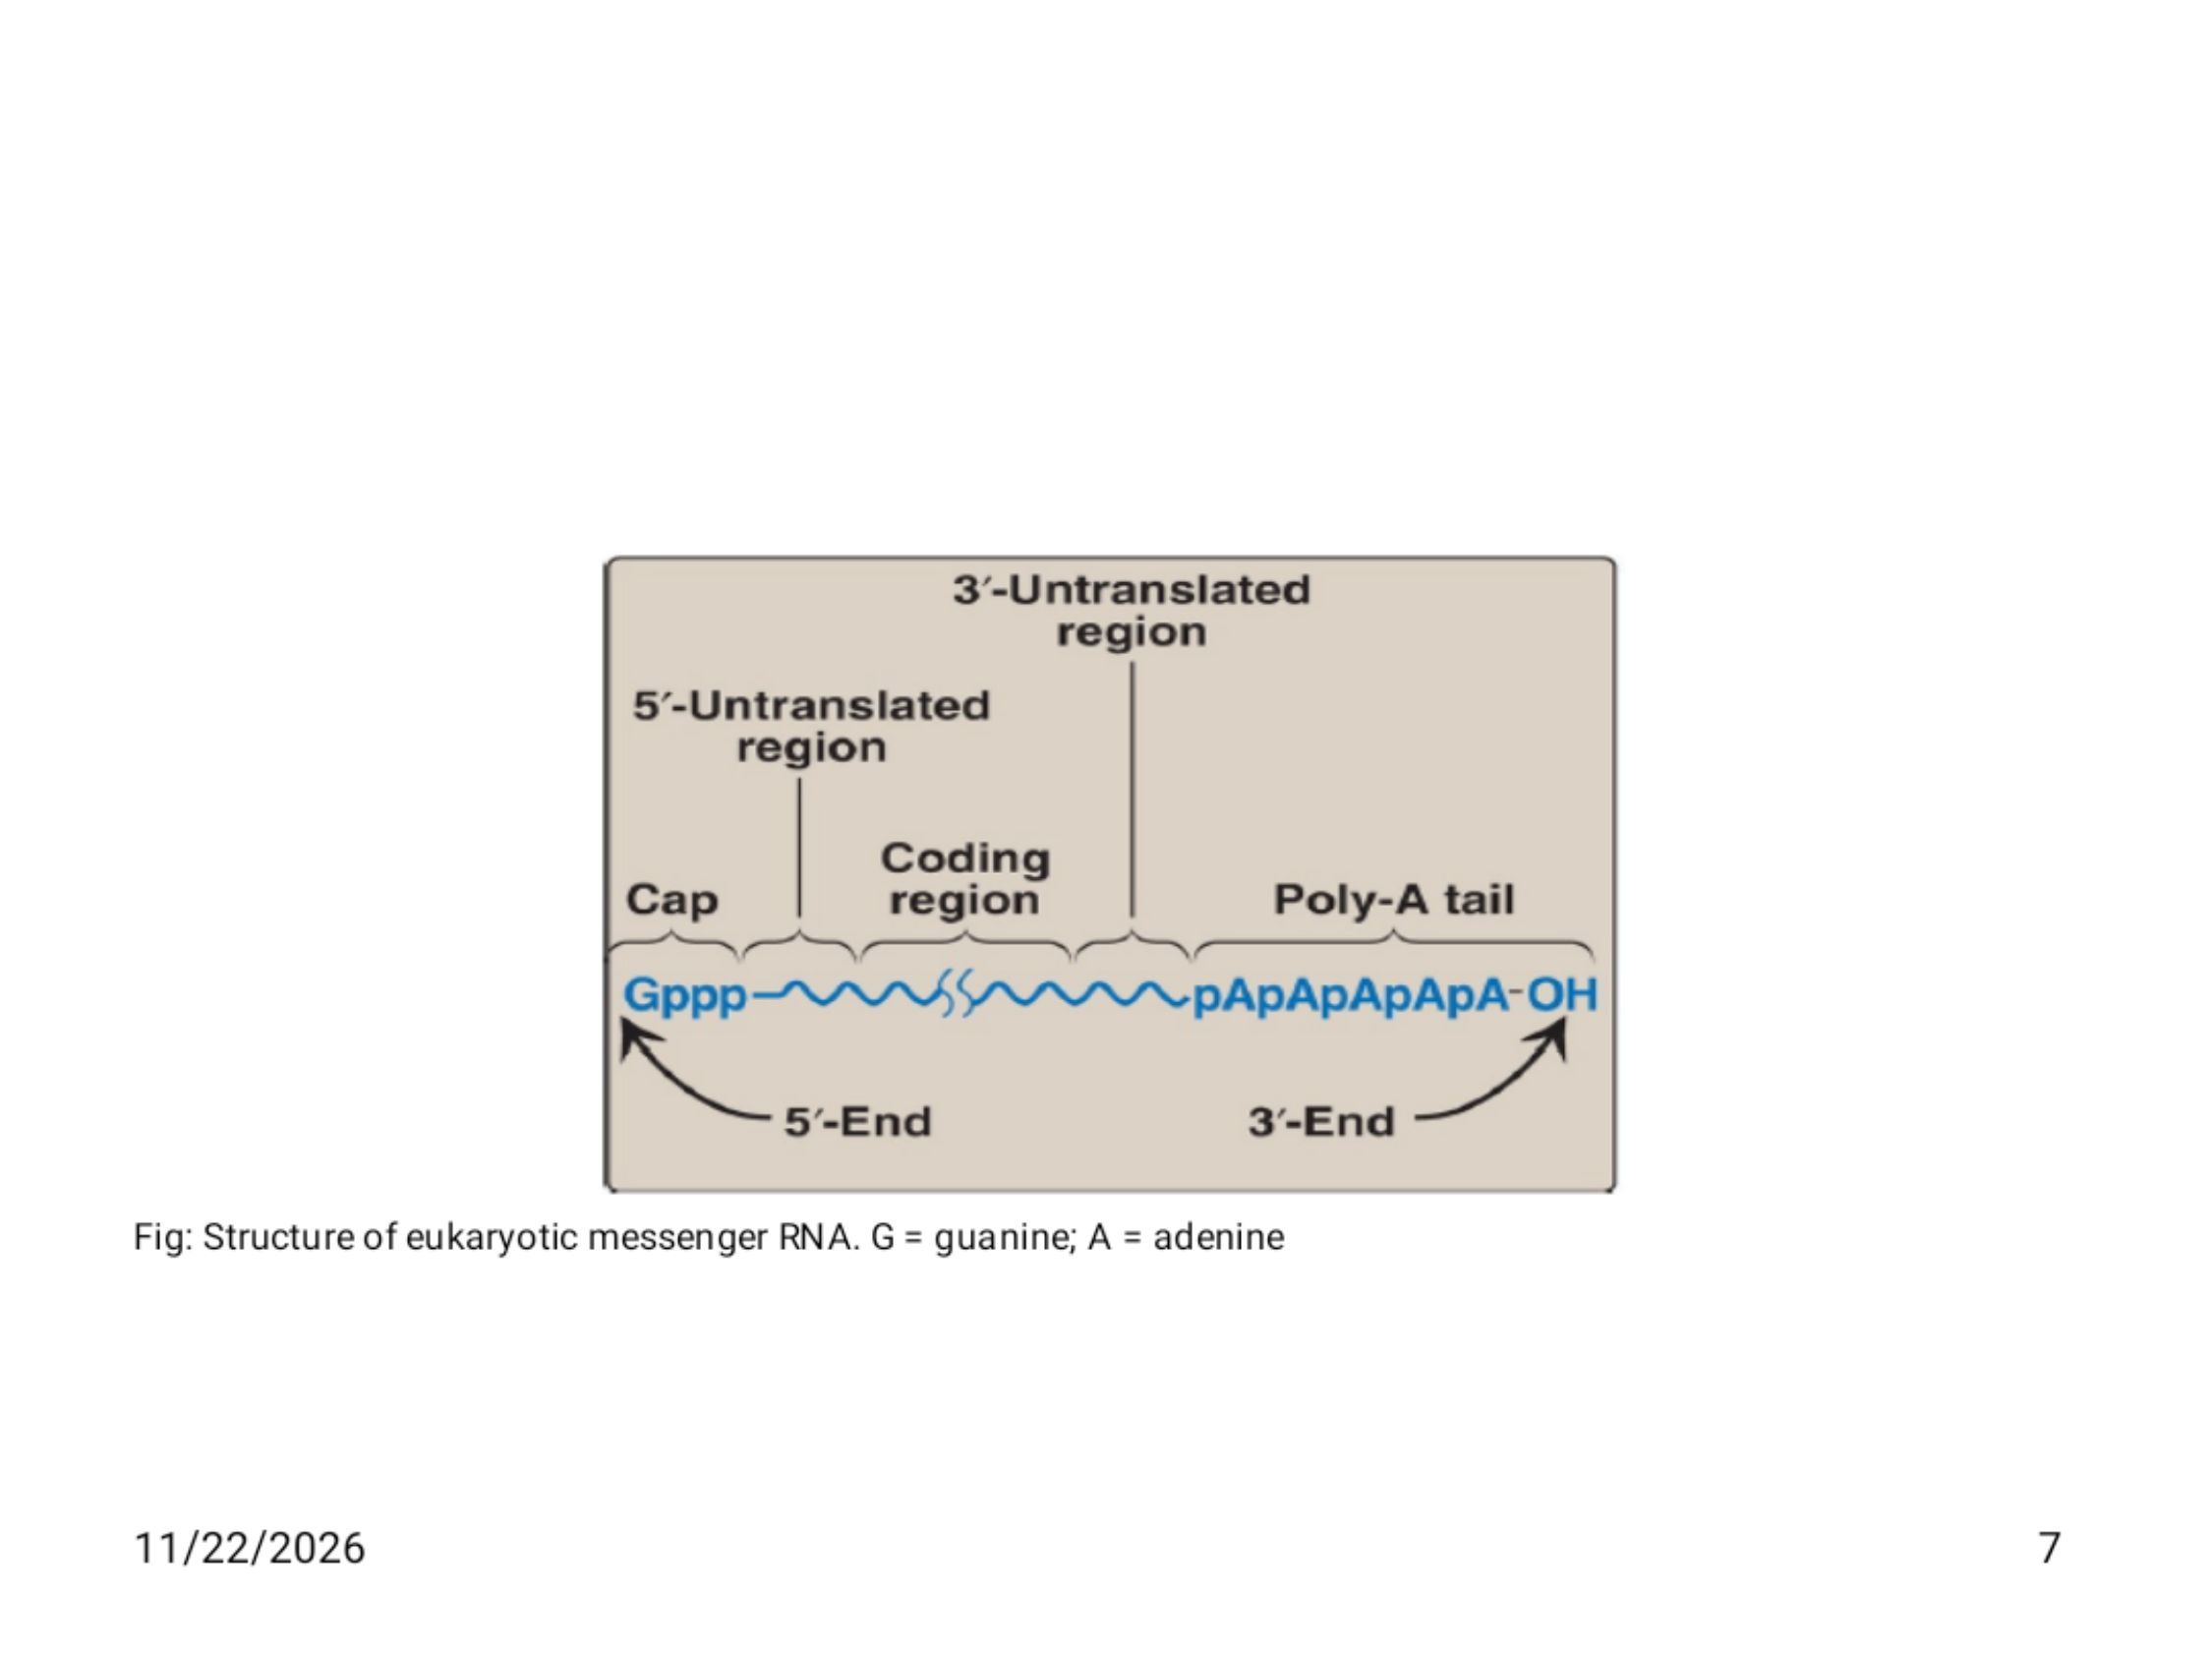 3′-Untranslated
region
5′-Untranslated
region
Coding
region
Cap
Poly-A tail
Gppp
pApApApApA-OH
5′-End
3′-End
Fig: Structure of eukaryotic messenger RNA. G = guanine; A = adenine
11/22/2026
7